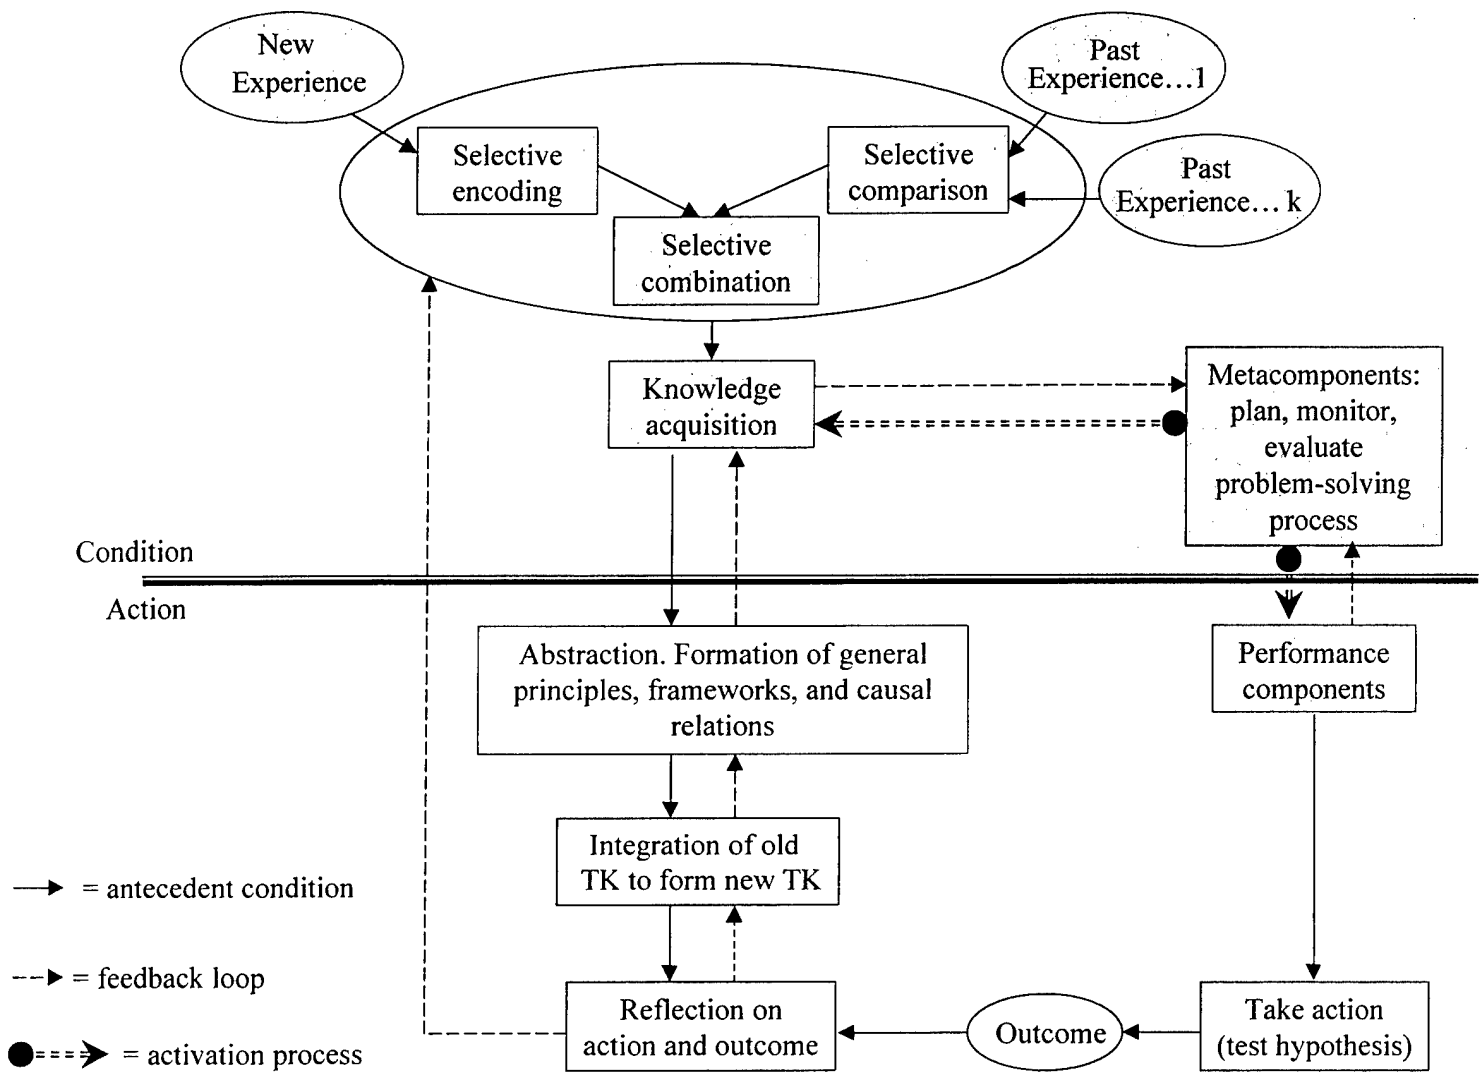 New
Experience
Past
Experience...1
Selective
encoding
Selective
comparison
Past
Experience... k
Selective
combination
Knowledge
acquisition
Metacomponents:
plan, monitor,
evaluate
problem-solving
process
Condition
Action
Abstraction. Formation of general
principles, frameworks, and causal
relations
Performance
components
Integration of old
TK to form new TK
= antecedent condition
= feedback loop
= activation process
Reflection on
action and outcome
Outcome
Take action
(test hypothesis)